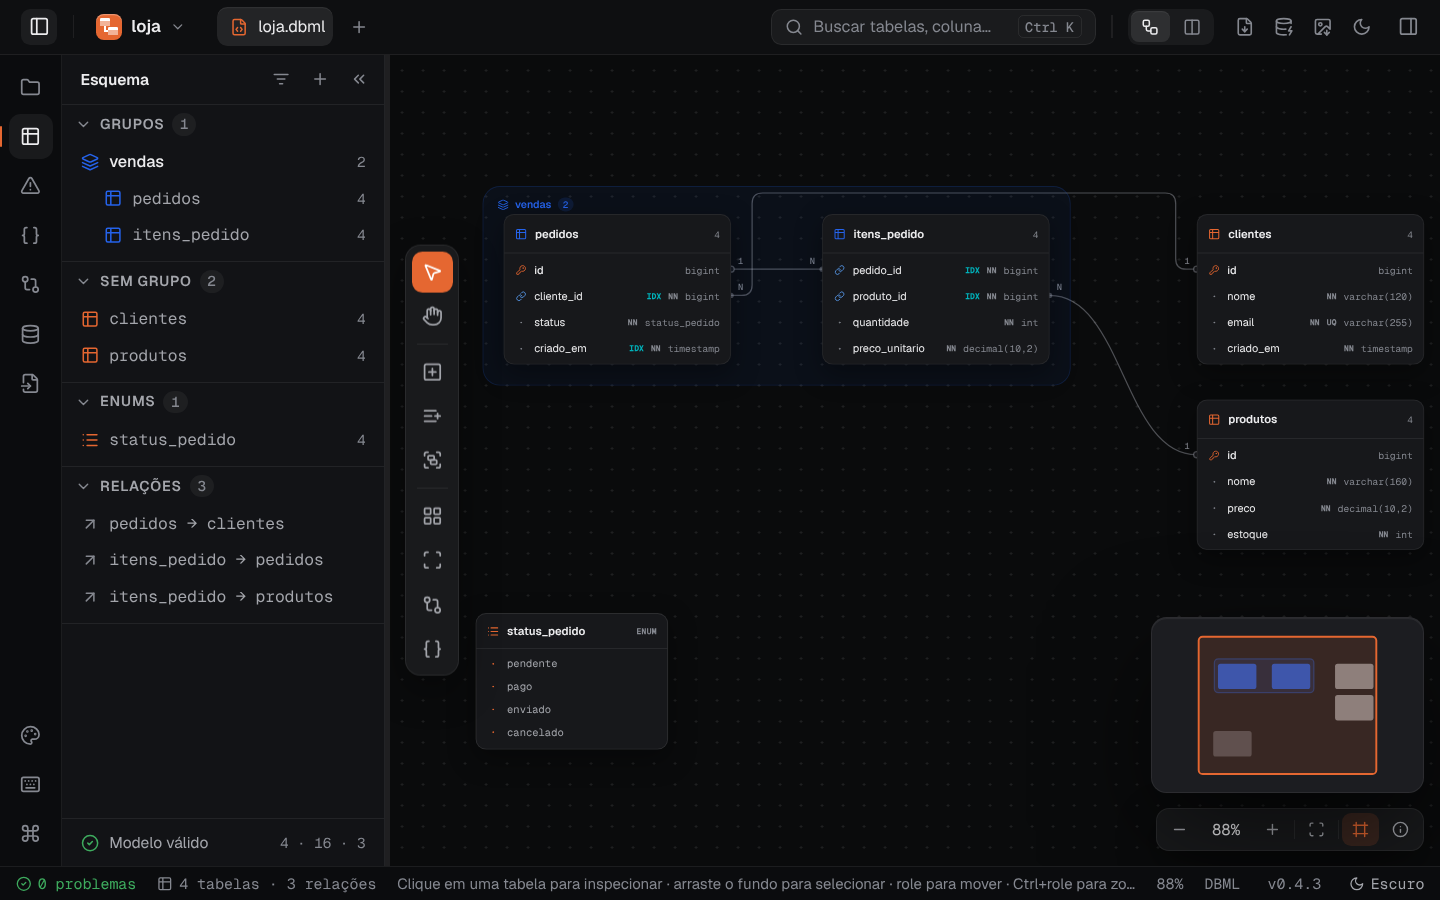 loja
loja.dbml
Buscar tabelas, coluna...
Ctrl K
Esquema
GRUPOS 1
vendas 2
pedidos 4
itens_pedido 4
SEM GRUPO 2
clientes 4
produtos 4
ENUMS 1
status_pedido 4
RELAÇÕES 3
pedidos → clientes
itens_pedido → pedidos
itens_pedido → produtos
Modelo válido 4 · 16 · 3
vendas 2
pedidos 4
id bigint
cliente_id IDX NN bigint
status NN status_pedido
criado_em IDX NN timestamp
1
N
N
itens_pedido 4
pedido_id IDX NN bigint
produto_id IDX NN bigint
quantidade NN int
preco_unitario NN decimal(10,2)
N
1
clientes 4
id bigint
nome NN varchar(120)
email NN UQ varchar(255)
criado_em NN timestamp
1
produtos 4
id bigint
nome NN varchar(160)
preco NN decimal(10,2)
estoque NN int
status_pedido ENUM
pendente
pago
enviado
cancelado
88%
0 problemas
4 tabelas · 3 relações
Clique em uma tabela para inspecionar · arraste o fundo para selecionar · role para mover · Ctrl+role para zo...
88%
DBML
v0.4.3
Escuro